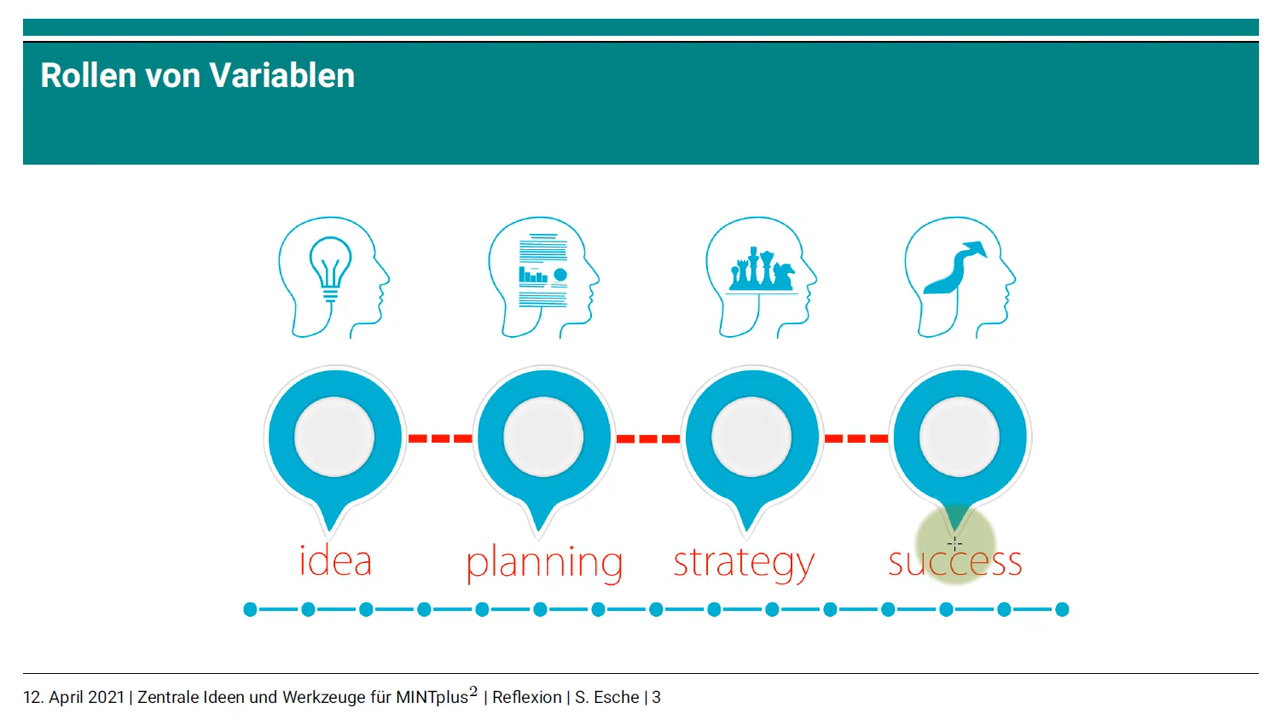 Rollen von Variablen
idea planning strategy success
12. April 2021 | Zentrale Ideen und Werkzeuge für MINTplus² | Reflexion | S. Esche | 3